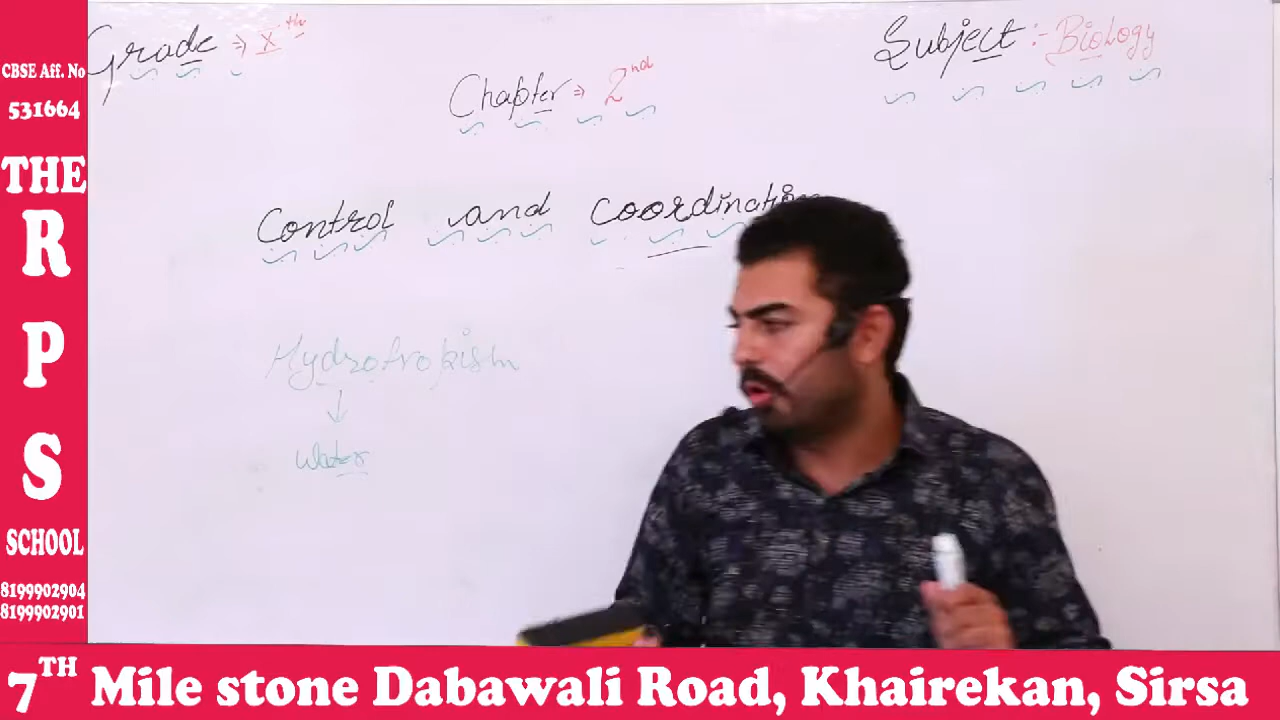 Grade ⇒ Xth
Subject :- Biology
Chapter ⇒ 2nd
Control and coordination
Hydrotropism
↓
water
CBSE Aff. No
531664
THE
R
P
S
SCHOOL
8199902904
8199902901
7TH Mile stone Dabawali Road, Khairekan, Sirsa